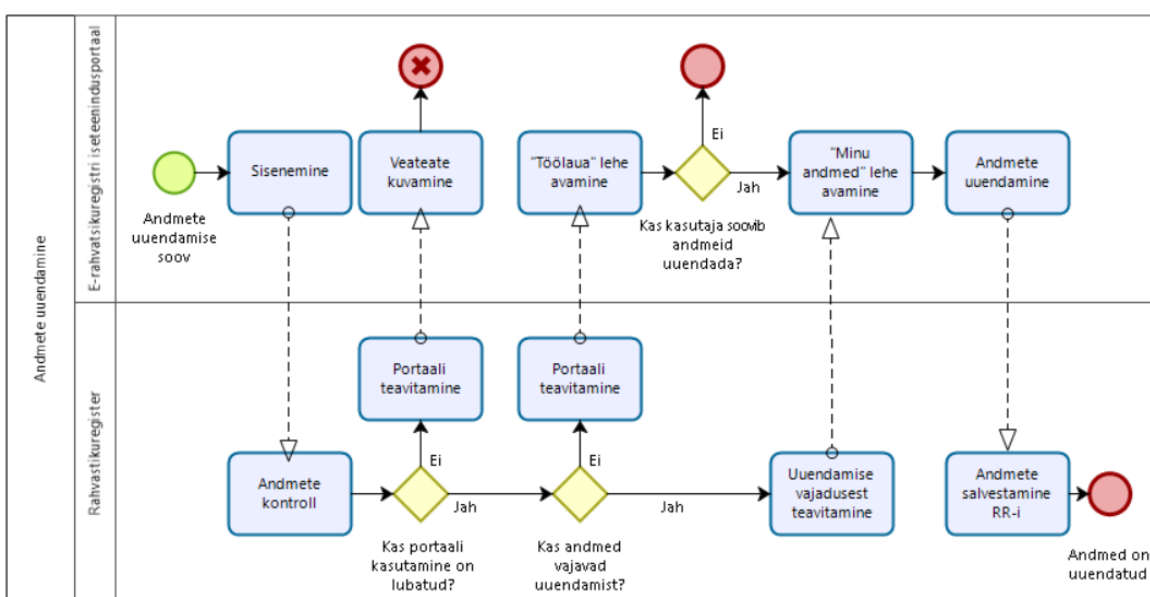 Andmete uuendamine
E-rahvatsikuregistri iseteenindusportaal
Andmete
uuendamise
soov
Sisenemine
Veateate
kuvamine
"Töölaua" lehe
avamine
Ei
Jah
Kas kasutaja soovib
andmeid
uuendada?
"Minu
andmed" lehe
avamine
Andmete
uuendamine
Rahvastikuregister
Andmete
kontroll
Portaali
teavitamine
Ei
Jah
Kas portaali
kasutamine on
lubatud?
Portaali
teavitamine
Ei
Jah
Kas andmed
vajavad
uuendamist?
Uuendamise
vajadusest
teavitamine
Andmete
salvestamine
RR-i
Andmed on
uuendatud